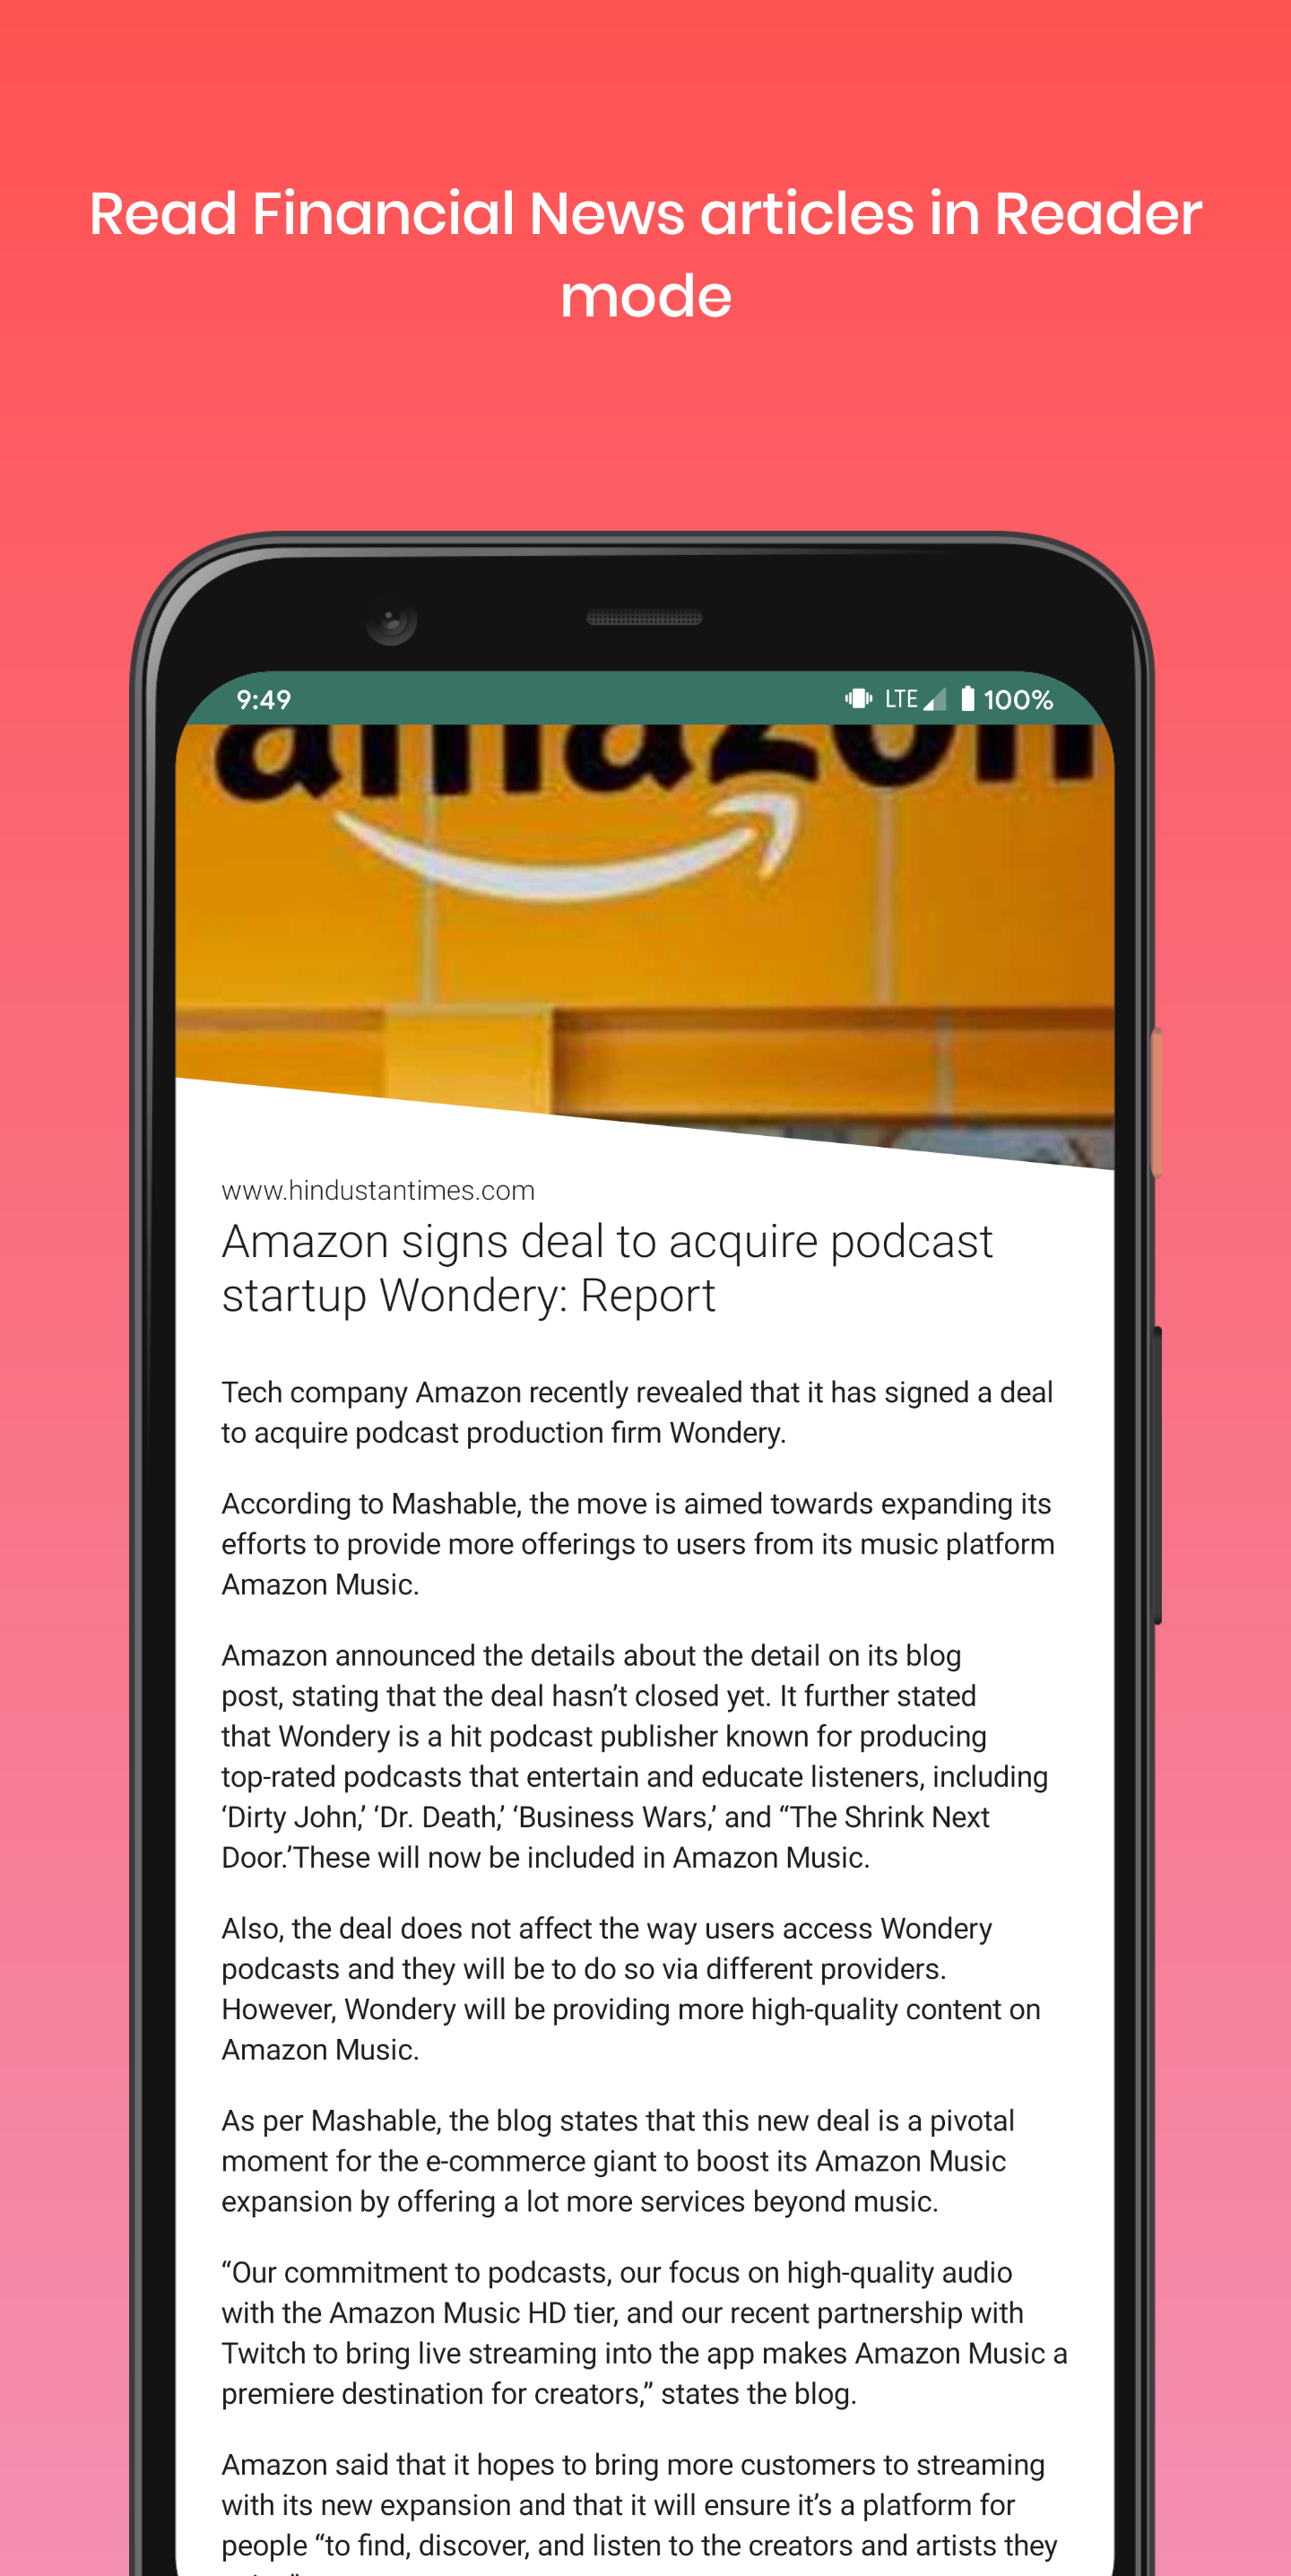 Read Financial News articles in Reader
mode
9:49
LTE
100%
amazon
www.hindustantimes.com
Amazon signs deal to acquire podcast
startup Wondery: Report
Tech company Amazon recently revealed that it has signed a deal
to acquire podcast production firm Wondery.
According to Mashable, the move is aimed towards expanding its
efforts to provide more offerings to users from its music platform
Amazon Music.
Amazon announced the details about the detail on its blog
post, stating that the deal hasn’t closed yet. It further stated
that Wondery is a hit podcast publisher known for producing
top-rated podcasts that entertain and educate listeners, including
‘Dirty John,’ ‘Dr. Death,’ ‘Business Wars,’ and “The Shrink Next
Door.’These will now be included in Amazon Music.
Also, the deal does not affect the way users access Wondery
podcasts and they will be to do so via different providers.
However, Wondery will be providing more high-quality content on
Amazon Music.
As per Mashable, the blog states that this new deal is a pivotal
moment for the e-commerce giant to boost its Amazon Music
expansion by offering a lot more services beyond music.
“Our commitment to podcasts, our focus on high-quality audio
with the Amazon Music HD tier, and our recent partnership with
Twitch to bring live streaming into the app makes Amazon Music a
premiere destination for creators,” states the blog.
Amazon said that it hopes to bring more customers to streaming
with its new expansion and that it will ensure it’s a platform for
people “to find, discover, and listen to the creators and artists they